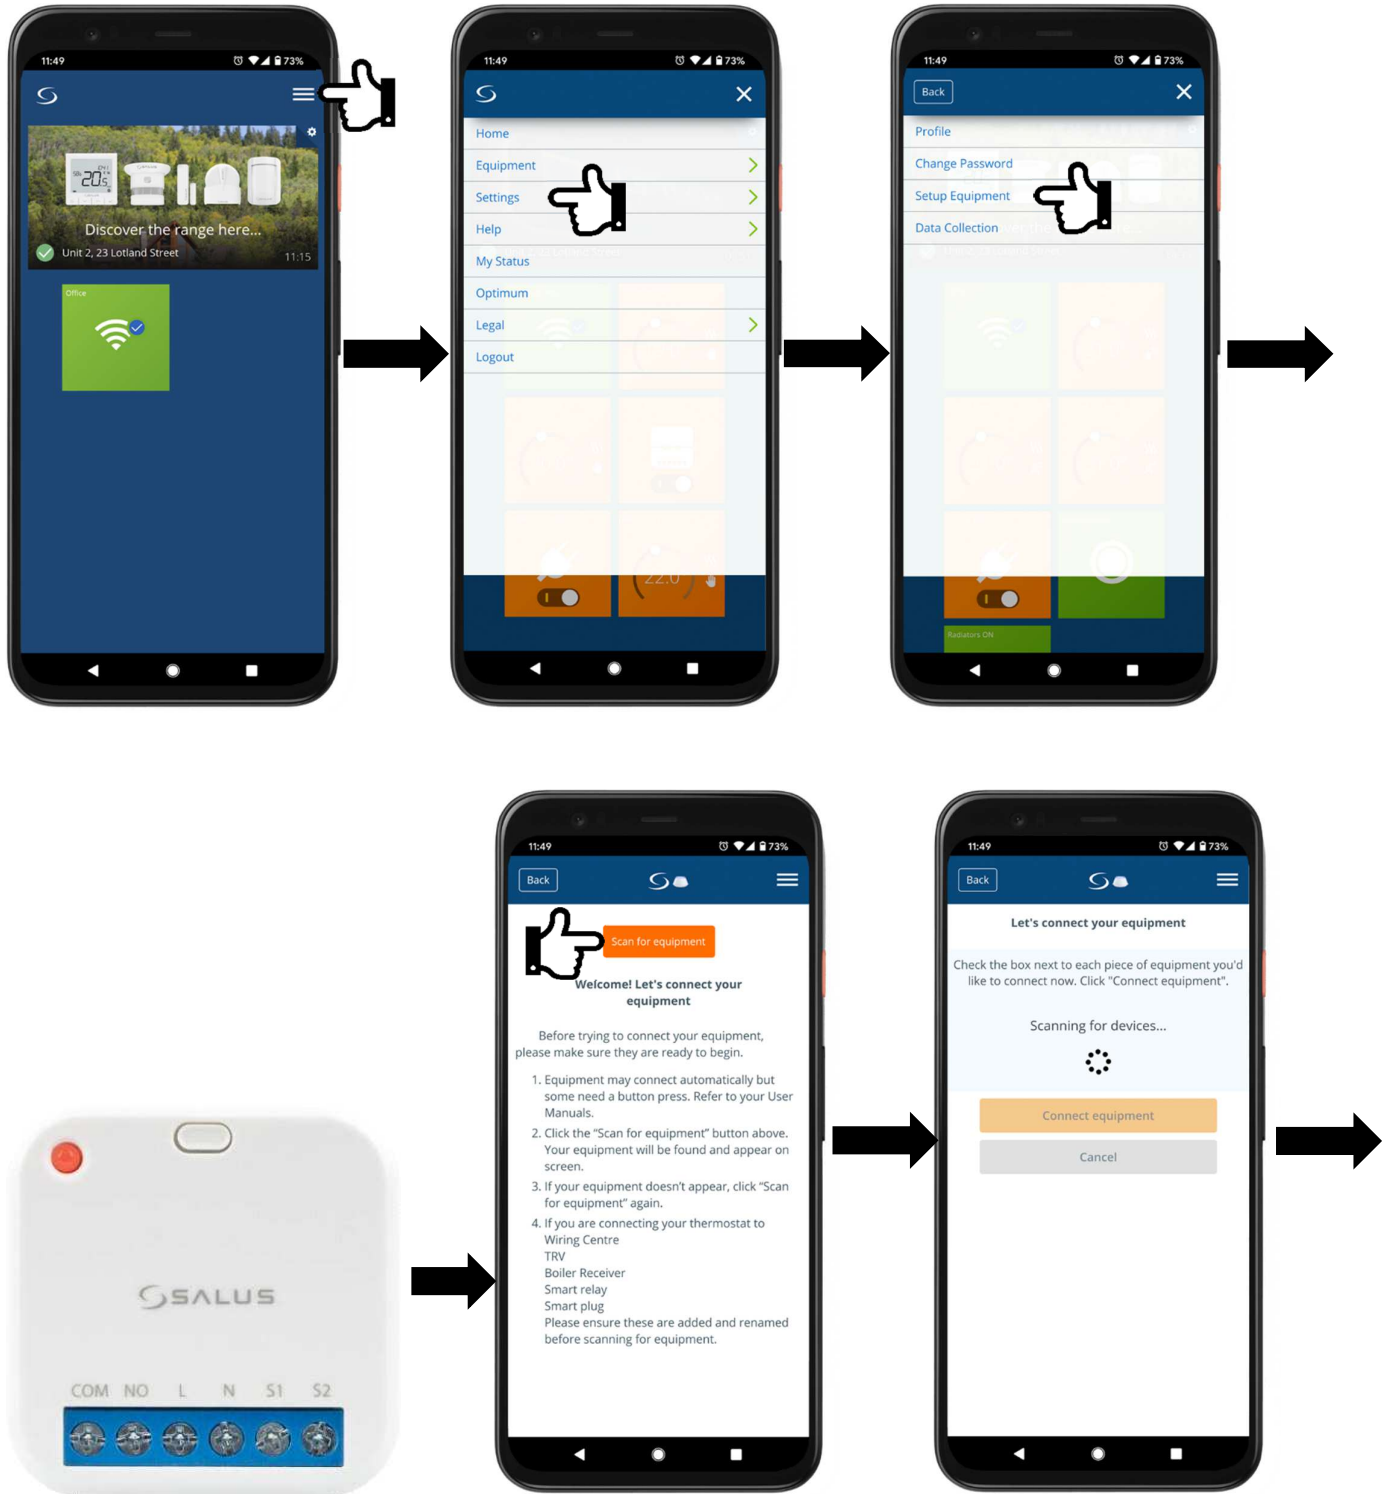 11:49
73%
SALUS
20.5
Discover the range here...
Unit 2, 23 Lotland Street
11:15
Office
11:49
73%
Home
Equipment
Settings
Help
My Status
Optimum
Legal
Logout
22.0
11:49
73%
Back
Profile
Change Password
Setup Equipment
Data Collection
Radiators ON
SALUS
COM NO L N S1 S2
11:49
73%
Back
Scan for equipment
Welcome! Let's connect your
equipment
Before trying to connect your equipment,
please make sure they are ready to begin.
1. Equipment may connect automatically but
some need a button press. Refer to your User
Manuals.
2. Click the “Scan for equipment” button above.
Your equipment will be found and appear on
screen.
3. If your equipment doesn’t appear, click “Scan
for equipment” again.
4. If you are connecting your thermostat to
Wiring Centre
TRV
Boiler Receiver
Smart relay
Smart plug
Please ensure these are added and renamed
before scanning for equipment.
11:49
73%
Back
Let's connect your equipment
Check the box next to each piece of equipment you'd
like to connect now. Click "Connect equipment".
Scanning for devices...
Connect equipment
Cancel